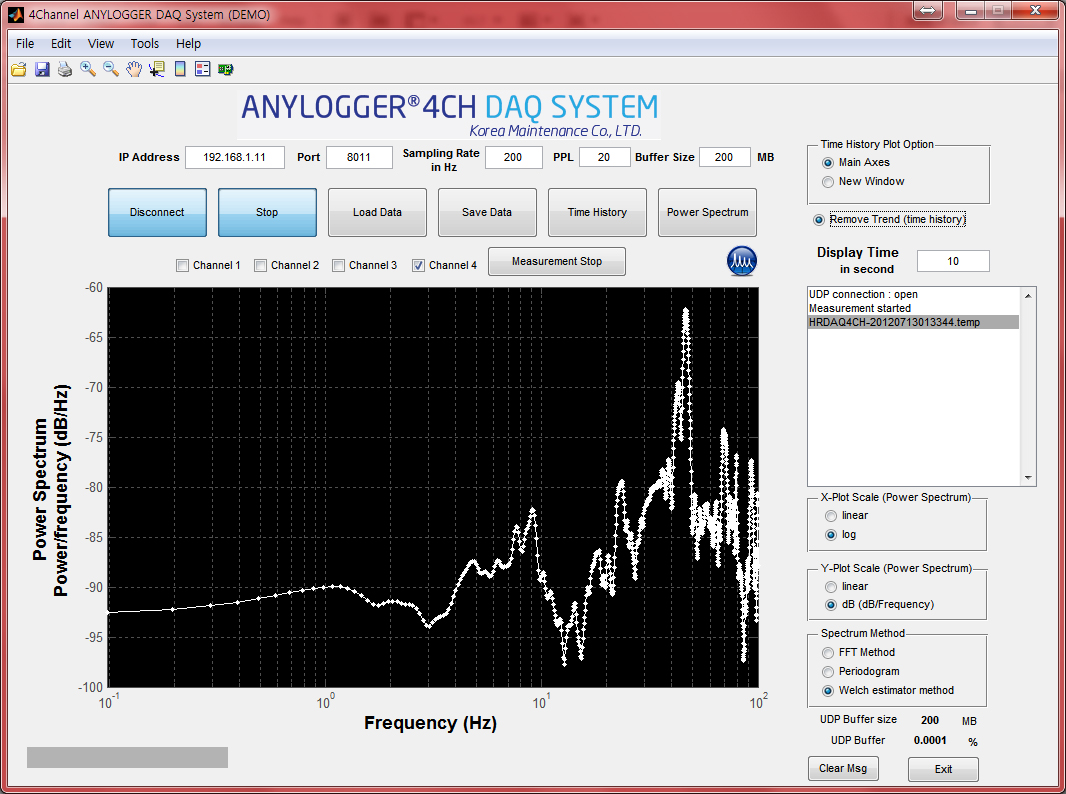 4Channel ANYLOGGER DAQ System (DEMO)
File Edit View Tools Help
ANYLOGGER®4CH DAQ SYSTEM
Korea Maintenance Co., LTD.
IP Address 192.168.1.11 Port 8011 Sampling Rate in Hz 200 PPL 20 Buffer Size 200 MB
Disconnect Stop Load Data Save Data Time History Power Spectrum
Channel 1 Channel 2 Channel 3 Channel 4 Measurement Stop
Time History Plot Option
Main Axes
New Window
Remove Trend (time history)
Display Time
in second
10
UDP connection : open
Measurement started
HRDAQ4CH-20120713013344.temp
-60
-65
-70
-75
-80
-85
-90
-95
-100
Power Spectrum
Power/frequency (dB/Hz)
10^-1 10^0 10^1 10^2
Frequency (Hz)
X-Plot Scale (Power Spectrum)
linear
log
Y-Plot Scale (Power Spectrum)
linear
dB (dB/Frequency)
Spectrum Method
FFT Method
Periodogram
Welch estimator method
UDP Buffer size 200 MB
UDP Buffer 0.0001 %
Clear Msg Exit